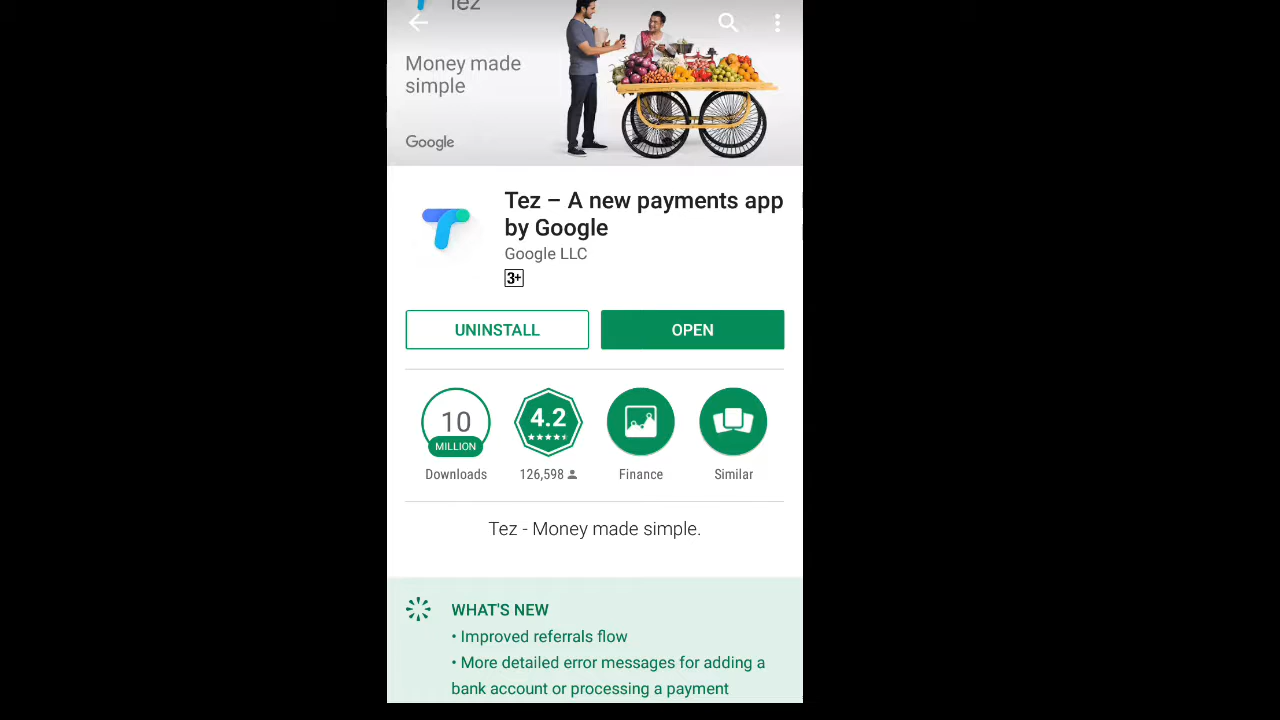 Tez
Money made
simple
Google
Tez – A new payments app
by Google
Google LLC
3+
UNINSTALL
OPEN
10
MILLION
Downloads
4.2
126,598
Finance
Similar
Tez - Money made simple.
WHAT'S NEW
• Improved referrals flow
• More detailed error messages for adding a
bank account or processing a payment